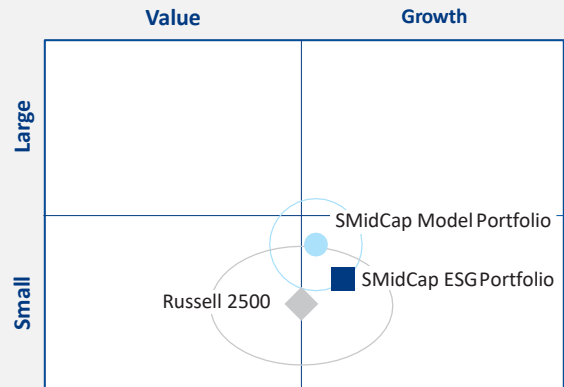 Value Growth
Large
SMidCap Model Portfolio
SMidCap ESG Portfolio
Russell 2500
Small